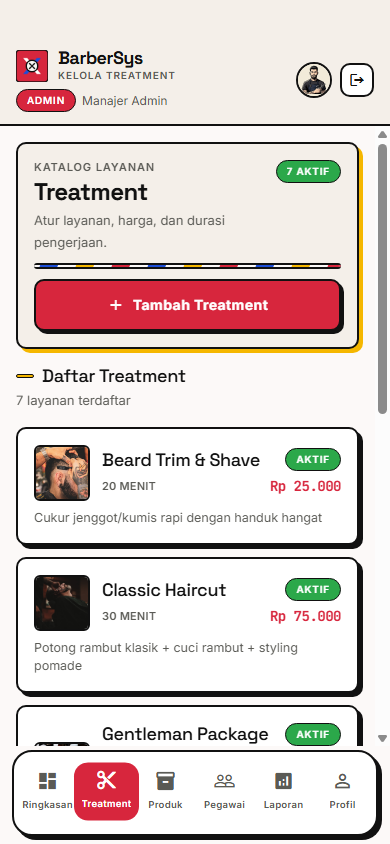 BarberSys
KELOLA TREATMENT
ADMIN Manajer Admin
KATALOG LAYANAN
7 AKTIF
Treatment
Atur layanan, harga, dan durasi
pengerjaan.
+ Tambah Treatment
Daftar Treatment
7 layanan terdaftar
Beard Trim & Shave
AKTIF
20 MENIT
Rp 25.000
Cukur jenggot/kumis rapi dengan handuk hangat
Classic Haircut
AKTIF
30 MENIT
Rp 75.000
Potong rambut klasik + cuci rambut + styling
pomade
Gentleman Package
AKTIF
Ringkasan Treatment Produk Pegawai Laporan Profil